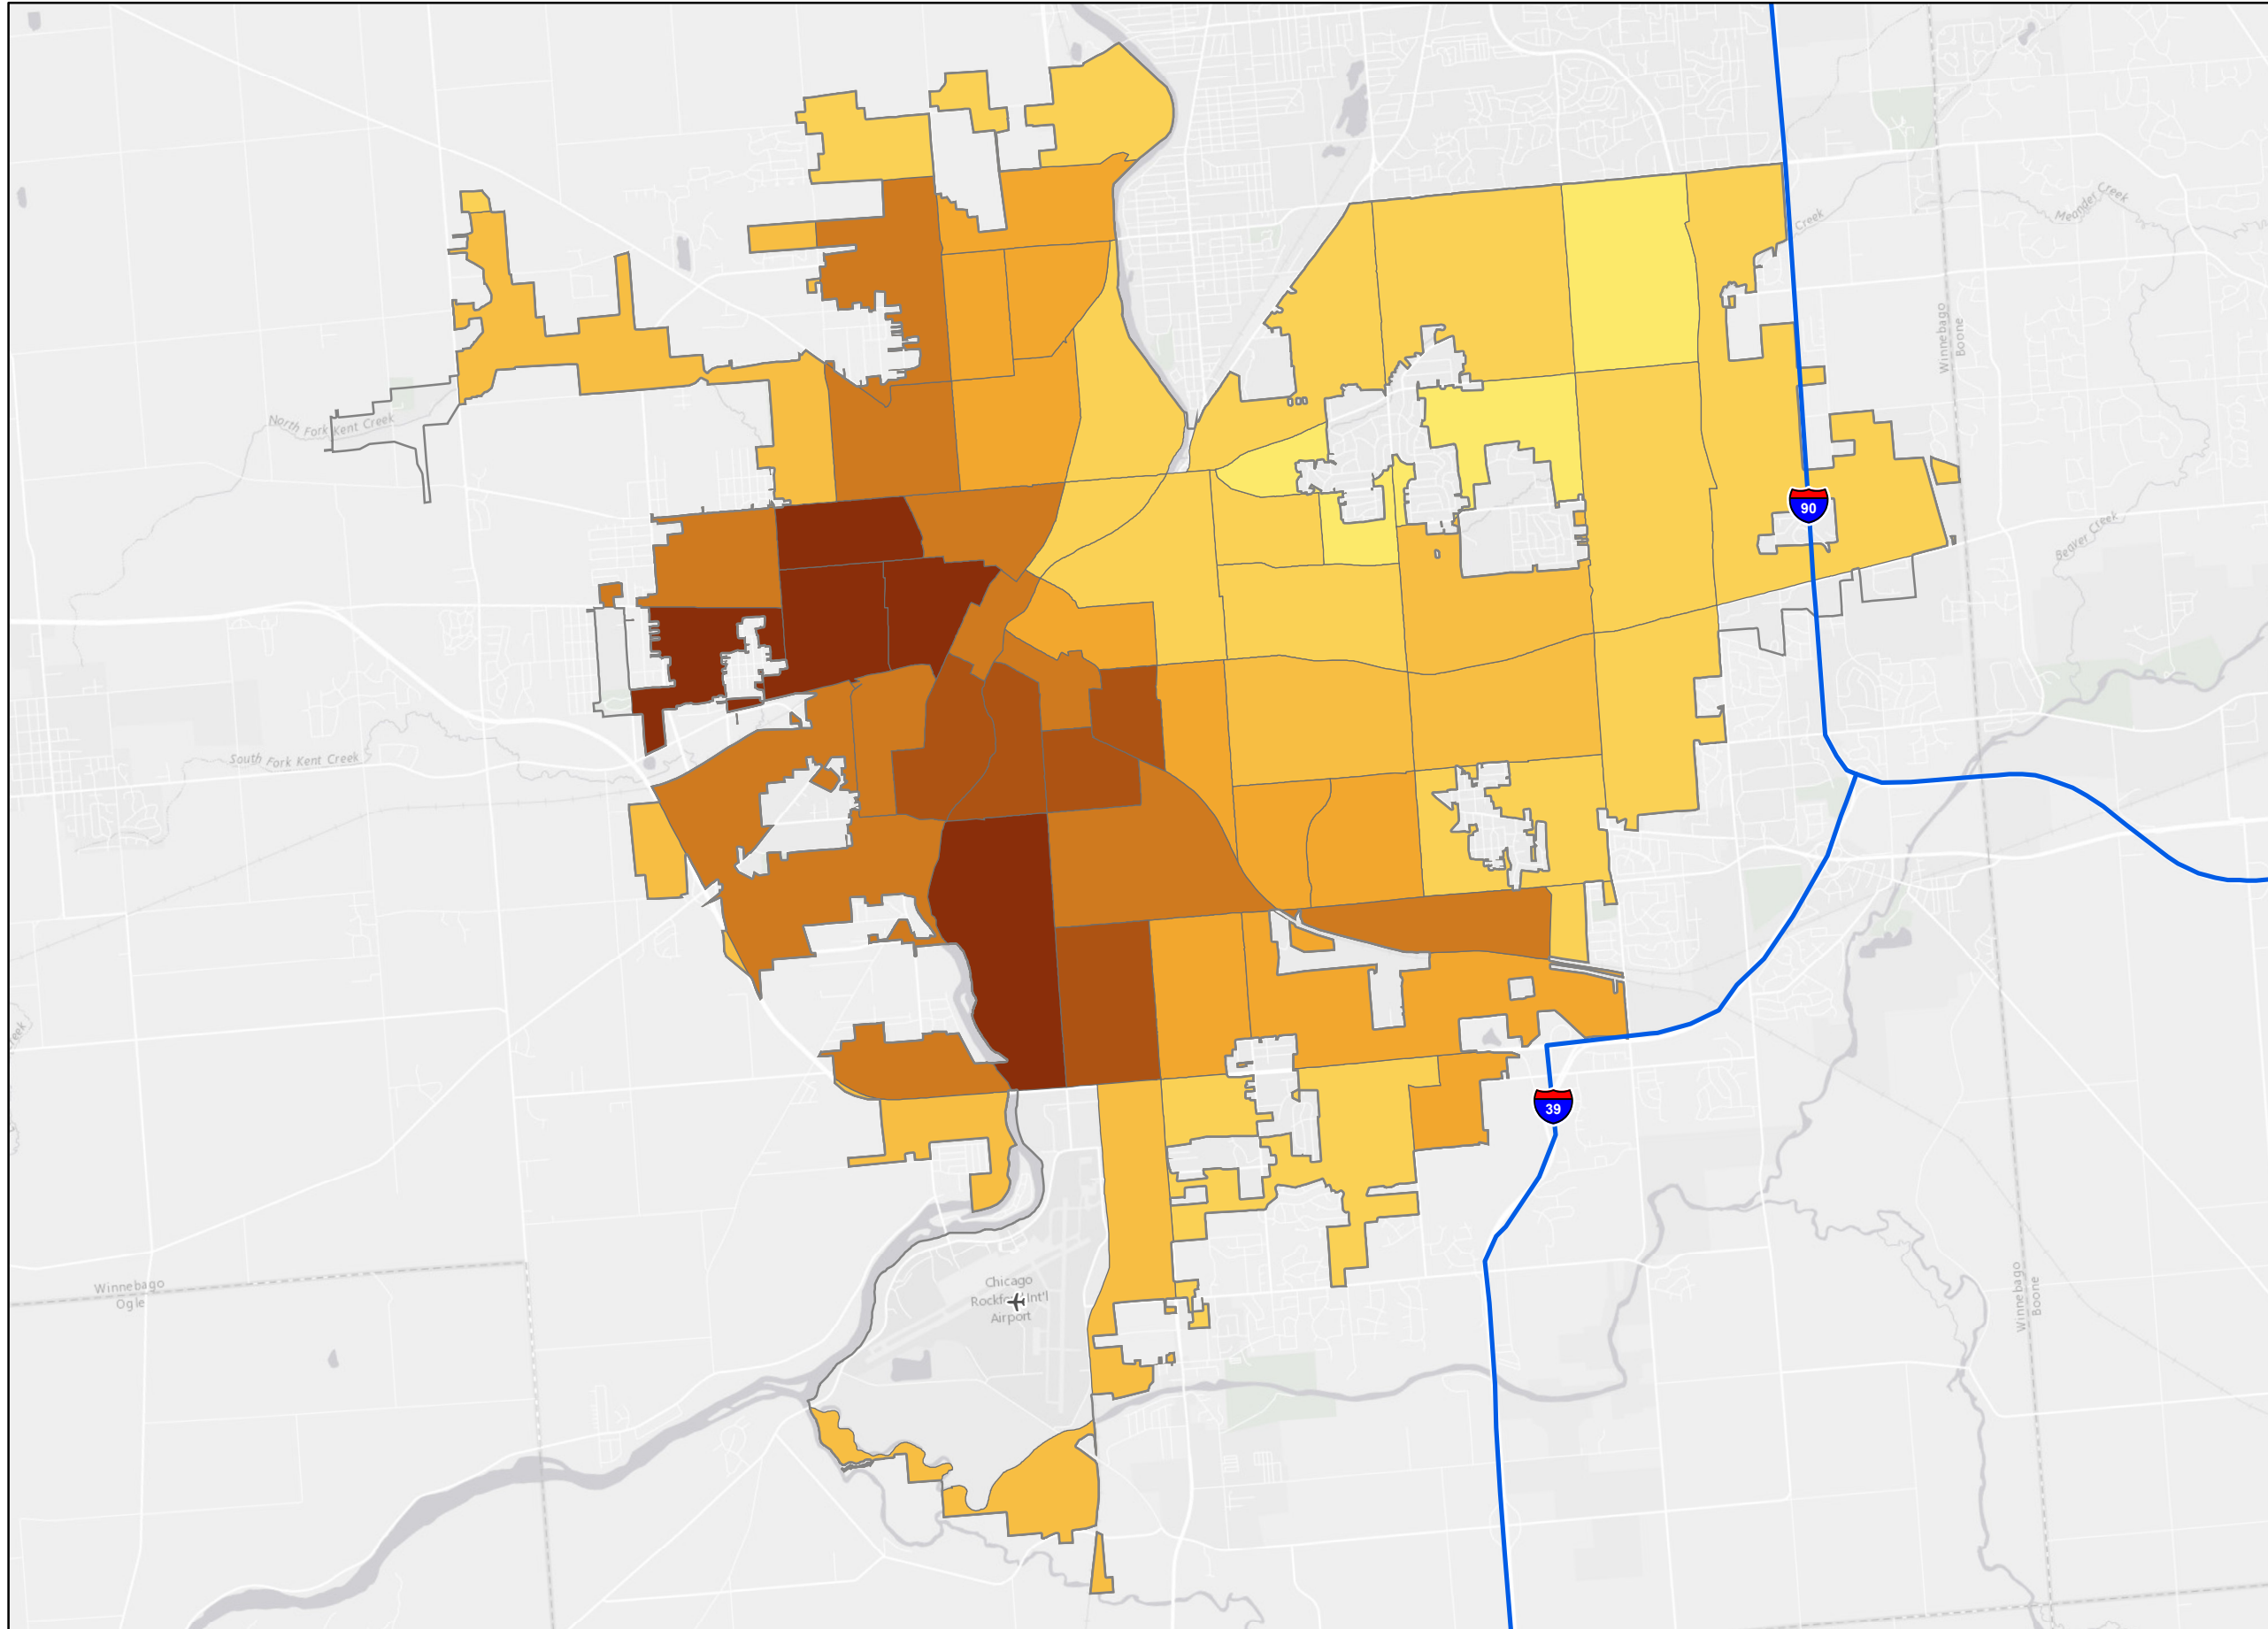 Meander Creek
Creek
Winnebago
Boone
North Fork Kent Creek
90
Beaver Creek
South Fork Kent Creek
Creek
39
Winnebago
Ogle
Chicago
Rockford Int'l
Airport
Winnebago
Boone